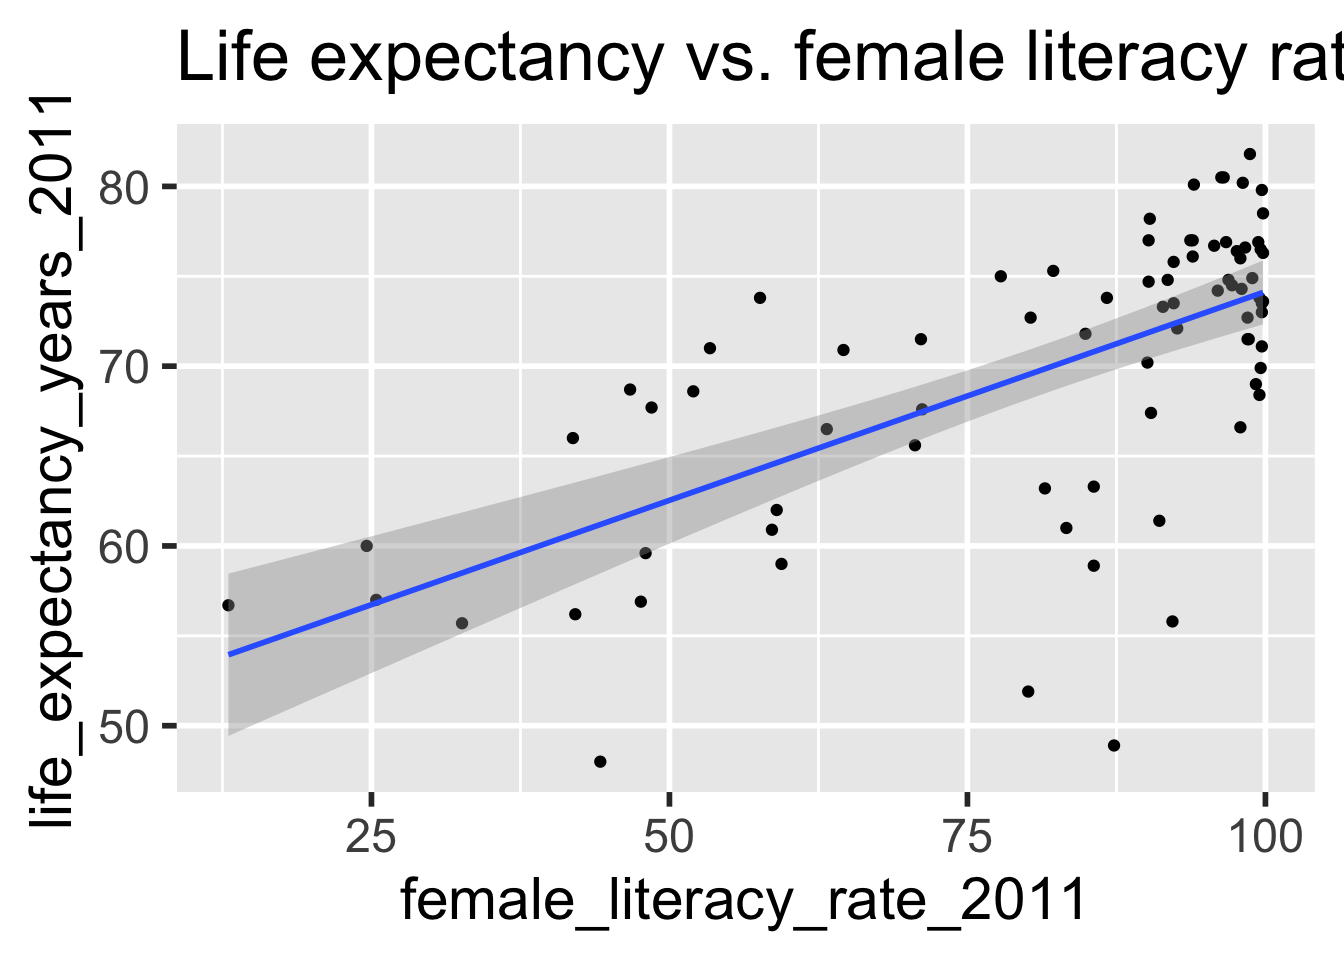 Life expectancy vs. female literacy rat
life_expectancy_years_2011
80
70
60
50
25 50 75 100
female_literacy_rate_2011